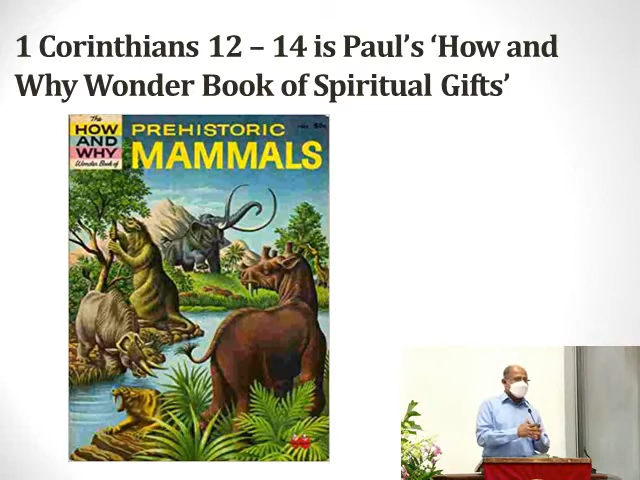 1 Corinthians 12 – 14 is Paul's 'How and
Why Wonder Book of Spiritual Gifts'
The
HOW
AND
WHY
Wonder Book of
PREHISTORIC
MAMMALS